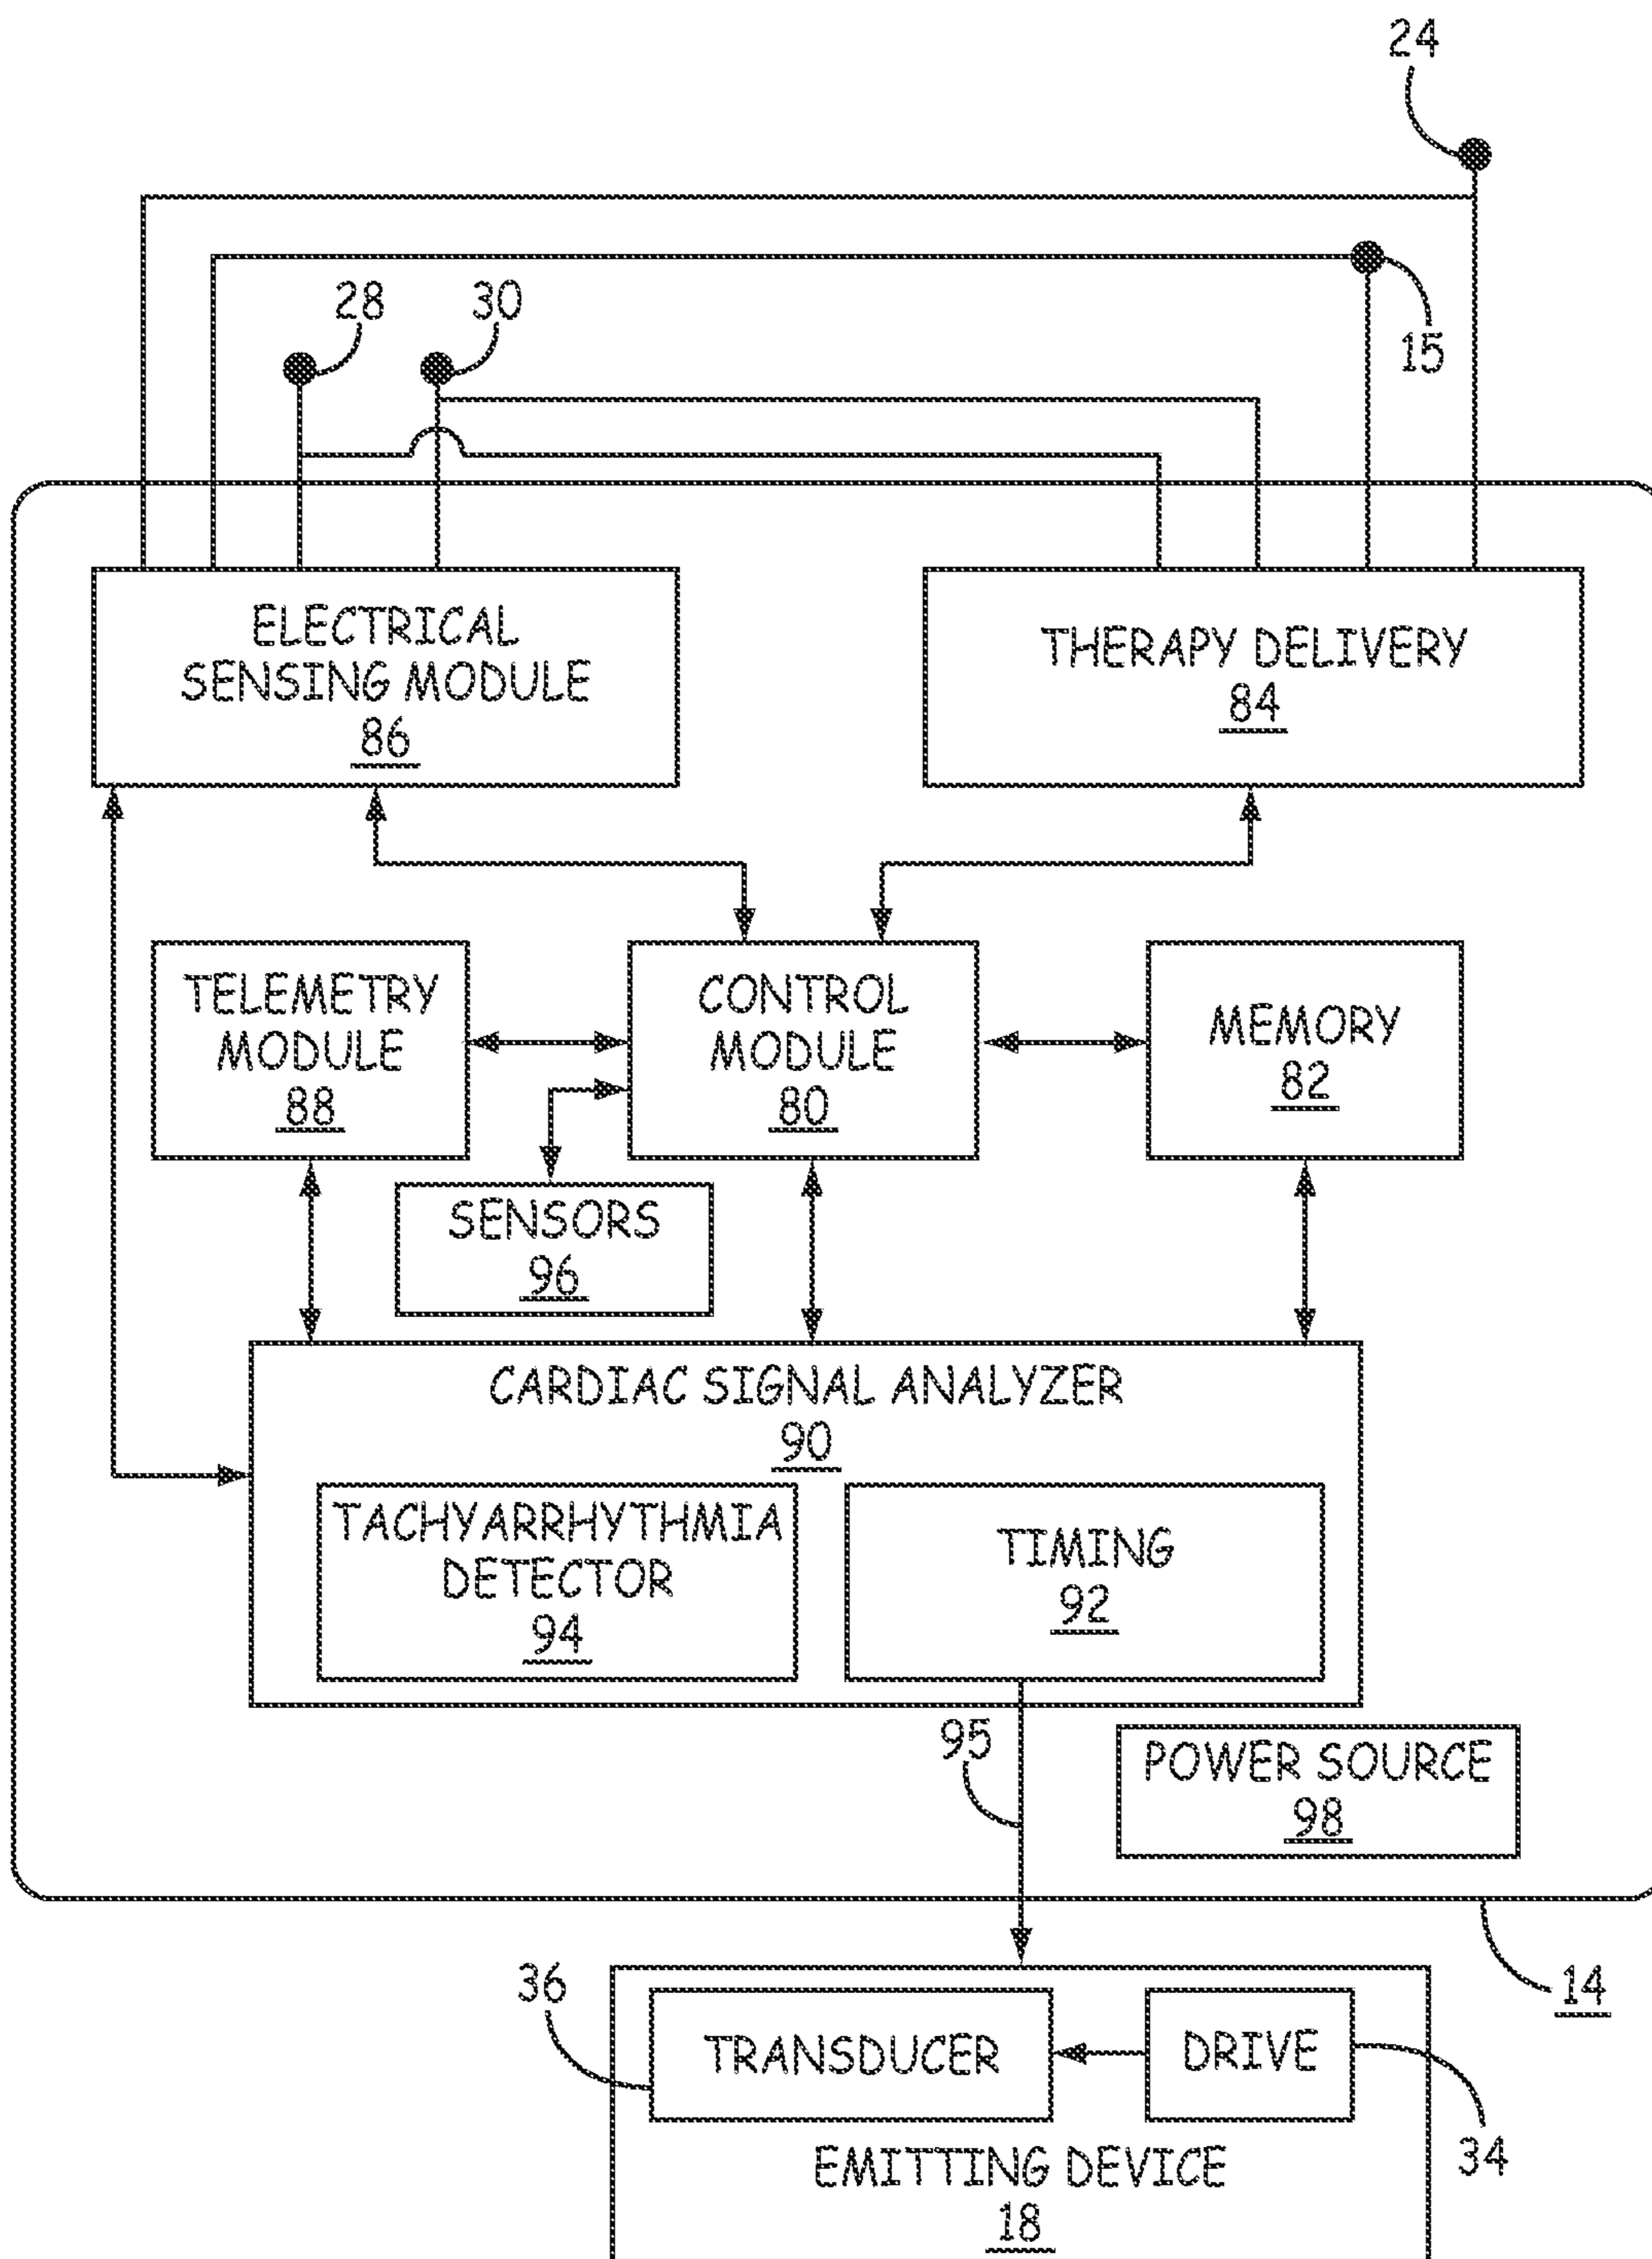 24
28
30
15
ELECTRICAL
SENSING MODULE
86
THERAPY DELIVERY
84
TELEMETRY
MODULE
88
CONTROL
MODULE
80
MEMORY
82
SENSORS
96
CARDIAC SIGNAL ANALYZER
90
TACHYARRHYTHMIA
DETECTOR
94
TIMING
92
95
POWER SOURCE
98
14
36
TRANSDUCER
DRIVE
34
EMITTING DEVICE
18